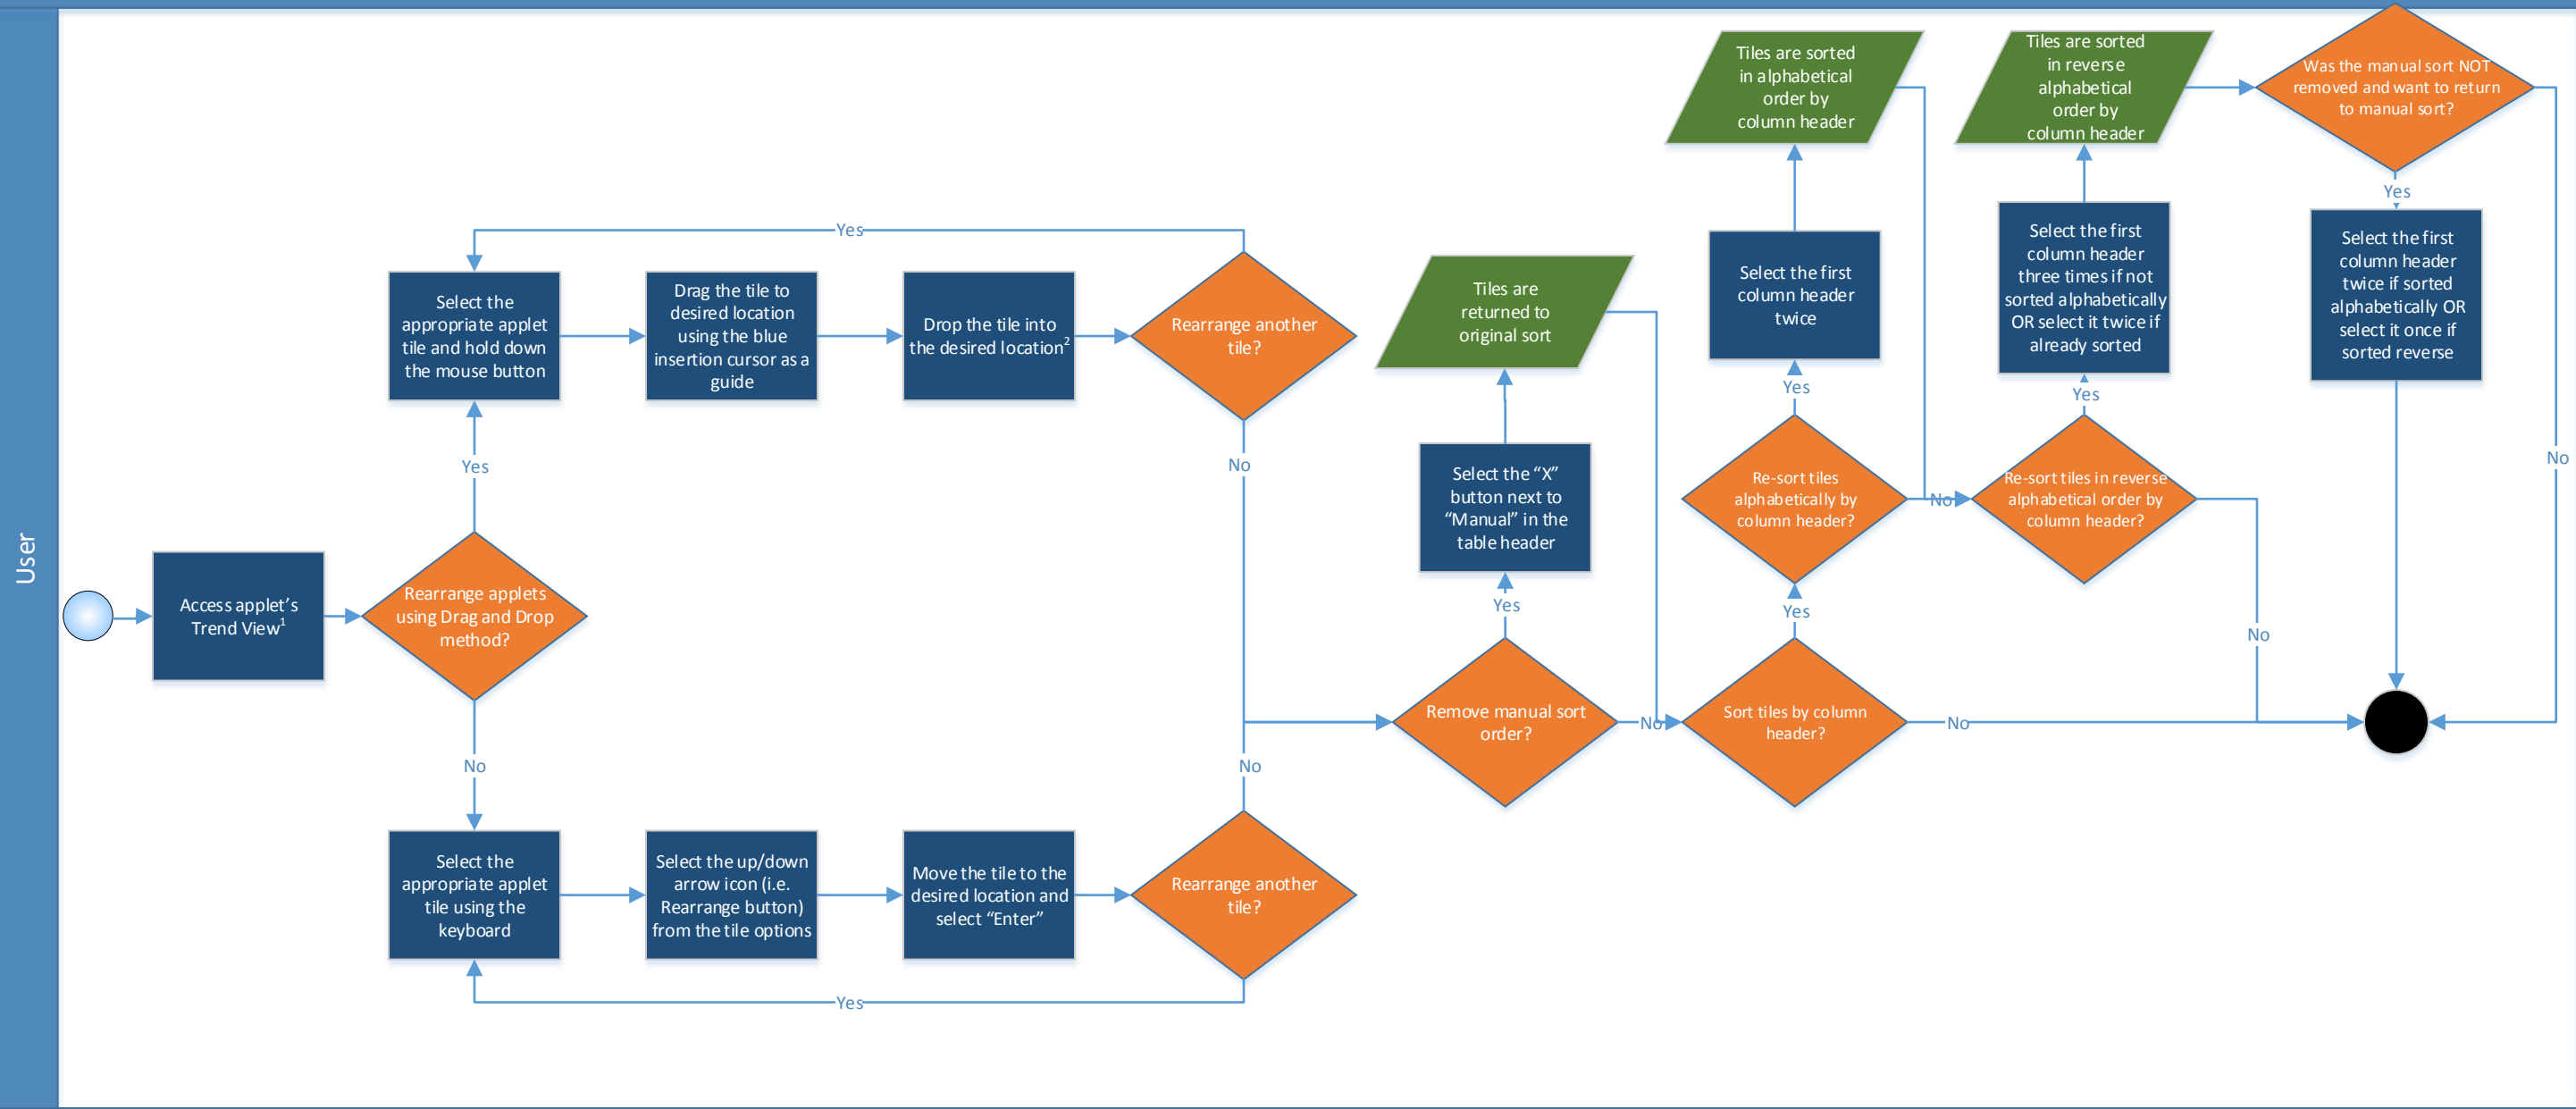 User
Access applet's
Trend View1
Rearrange applets
using Drag and Drop
method?
Yes
No
Select the
appropriate applet
tile and hold down
the mouse button
Drag the tile to
desired location
using the blue
insertion cursor as a
guide
Drop the tile into
the desired location2
Rearrange another
tile?
Yes
No
Select the
appropriate applet
tile using the
keyboard
Select the up/down
arrow icon (i.e.
Rearrange button)
from the tile options
Move the tile to the
desired location and
select “Enter”
Rearrange another
tile?
Yes
No
Remove manual sort
order?
Yes
No
Select the “X”
button next to
“Manual” in the
table header
Tiles are
returned to
original sort
Sort tiles by column
header?
Yes
No
Re-sort tiles
alphabetically by
column header?
Yes
No
Select the first
column header
twice
Tiles are sorted
in alphabetical
order by
column header
Re-sort tiles in reverse
alphabetical order by
column header?
Yes
No
Select the first
column header
three times if not
sorted alphabetically
OR select it twice if
already sorted
Tiles are sorted
in reverse
alphabetical
order by
column header
Was the manual sort NOT
removed and want to return
to manual sort?
Yes
No
Select the first
column header
twice if sorted
alphabetically OR
select it once if
sorted reverse